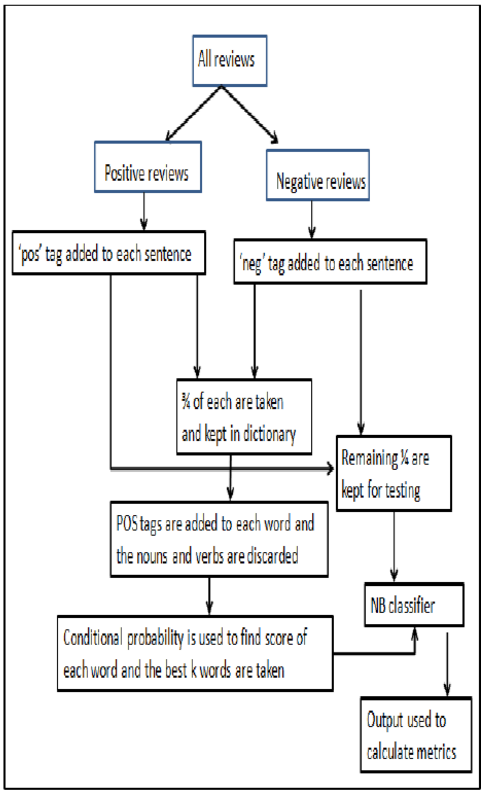 All reviews
Positive reviews
Negative reviews
'pos' tag added to each sentence
'neg' tag added to each sentence
¾ of each are taken
and kept in dictionary
Remaining ¼ are
kept for testing
POS tags are added to each word and
the nouns and verbs are discarded
NB classifier
Conditional probability is used to find score of
each word and the best k words are taken
Output used to
calculate metrics